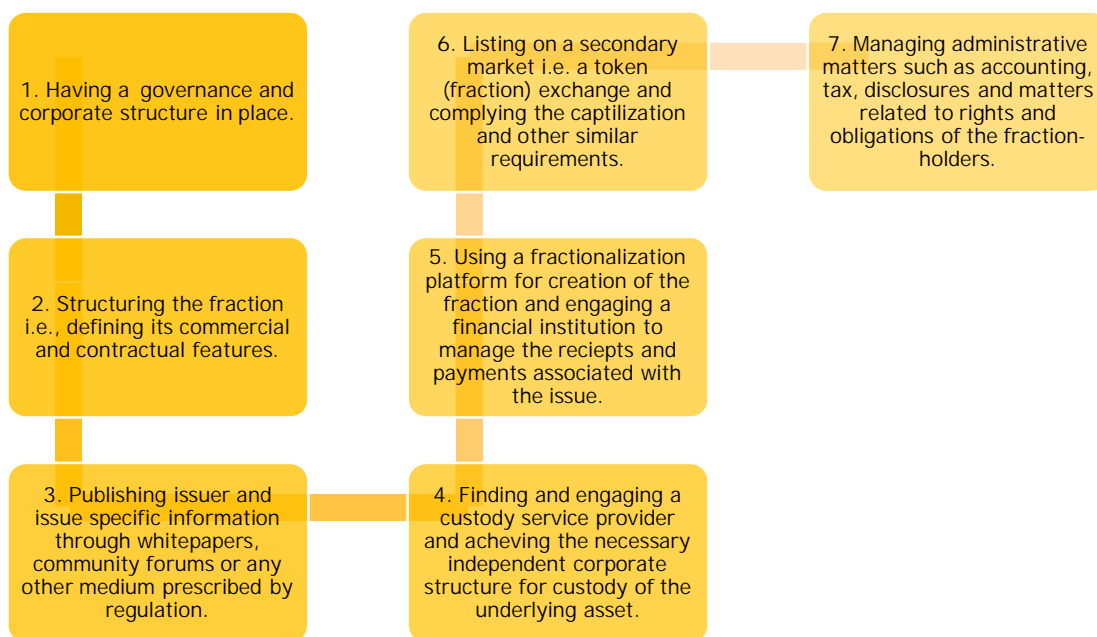 1. Having a governance and
corporate structure in place.
2. Structuring the fraction
i.e., defining its commercial
and contractual features.
3. Publishing issuer and
issue specific information
through whitepapers,
community forums or any
other medium prescribed by
regulation.
4. Finding and engaging a
custody service provider
and acheving the necessary
independent corporate
structure for custody of the
underlying asset.
5. Using a fractionalization
platform for creation of the
fraction and engaging a
financial institution to
manage the reciepts and
payments associated with
the issue.
6. Listing on a secondary
market i.e. a token
(fraction) exchange and
complying the captilization
and other similar
requirements.
7. Managing administrative
matters such as accounting,
tax, disclosures and matters
related to rights and
obligations of the fraction-
holders.